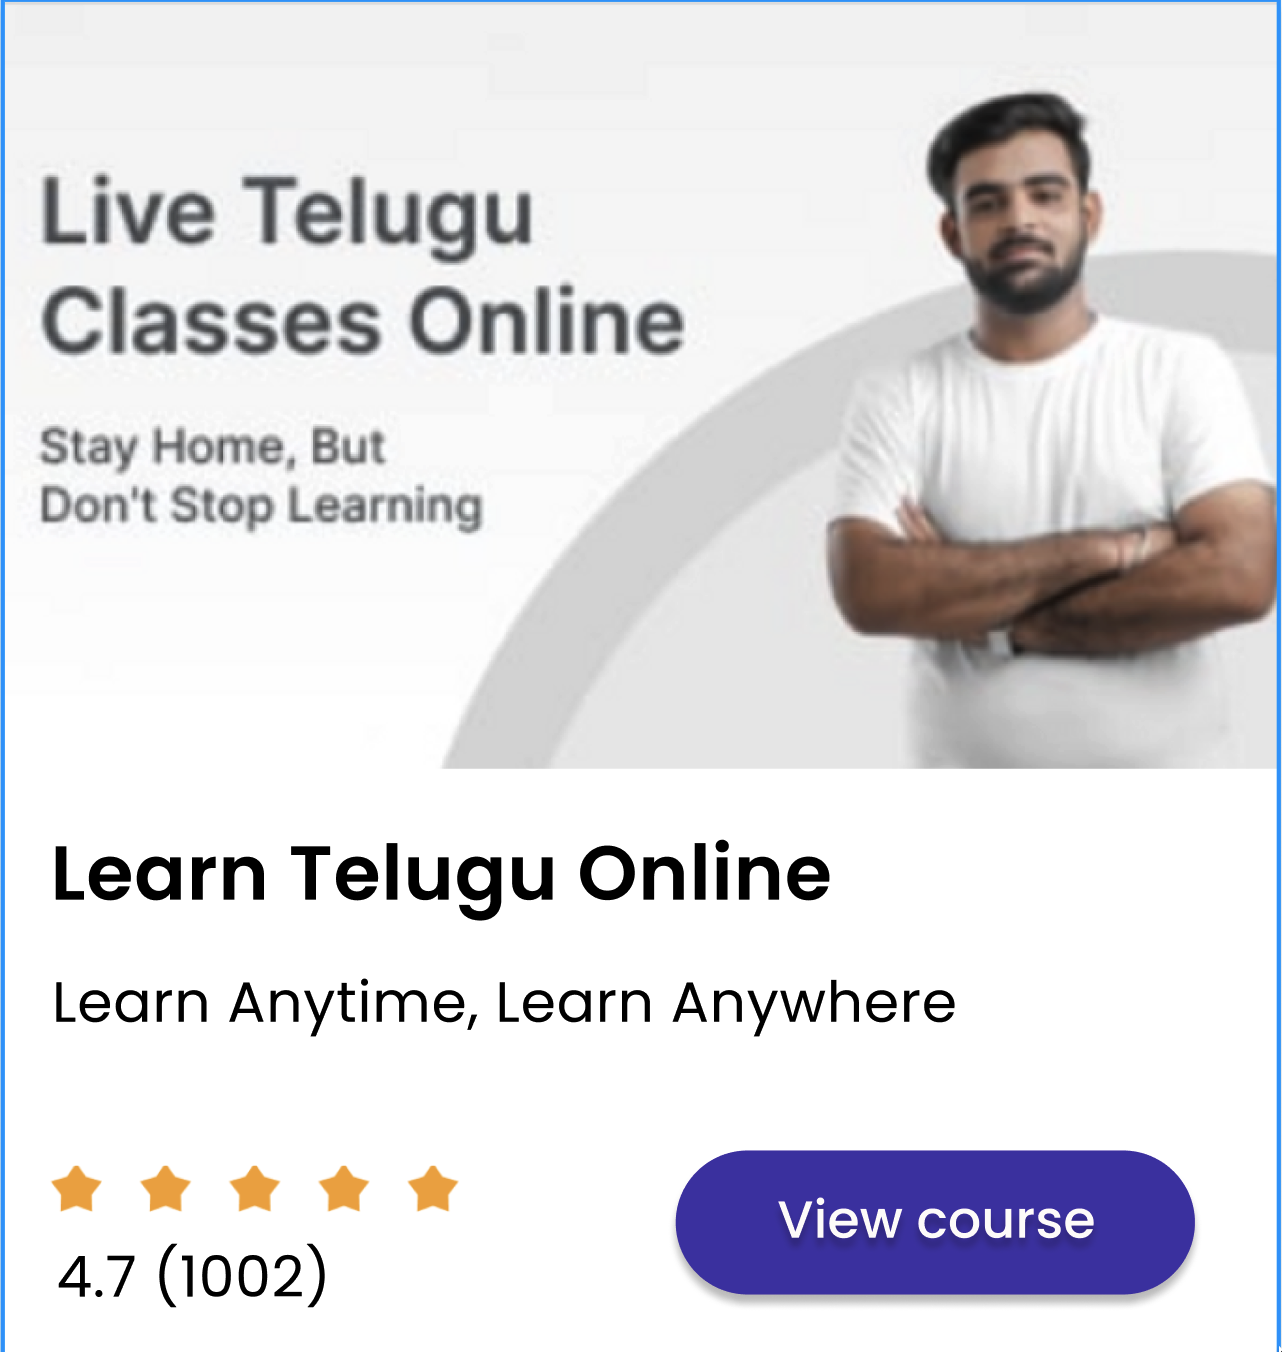 Live Telugu
Classes Online
Stay Home, But
Don't Stop Learning
Learn Telugu Online
Learn Anytime, Learn Anywhere
4.7 (1002)
View course